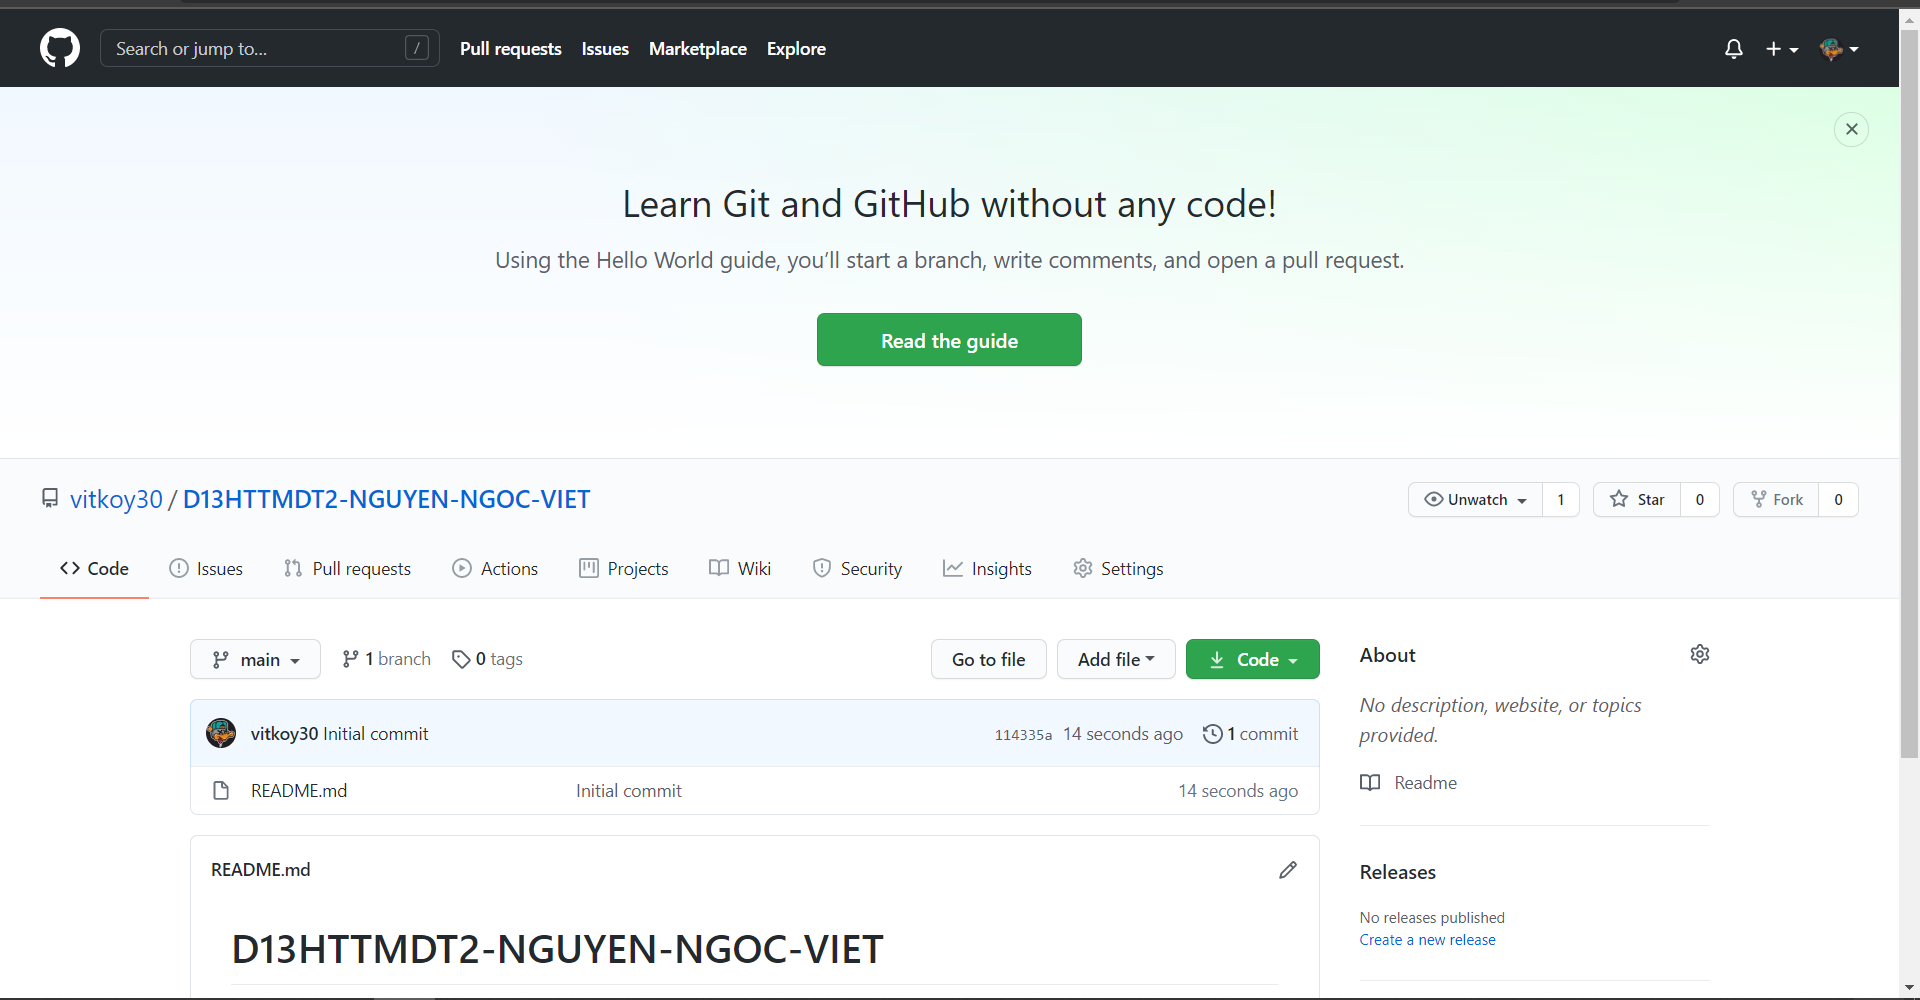 Search or jump to... /
Pull requests Issues Marketplace Explore
Learn Git and GitHub without any code!
Using the Hello World guide, you’ll start a branch, write comments, and open a pull request.
Read the guide
vitkoy30 / D13HTTMDT2-NGUYEN-NGOC-VIET
Unwatch 1 Star 0 Fork 0
Code Issues Pull requests Actions Projects Wiki Security Insights Settings
main 1 branch 0 tags Go to file Add file Code
vitkoy30 Initial commit 114335a 14 seconds ago 1 commit
README.md Initial commit 14 seconds ago
README.md
D13HTTMDT2-NGUYEN-NGOC-VIET
About
No description, website, or topics
provided.
Readme
Releases
No releases published
Create a new release